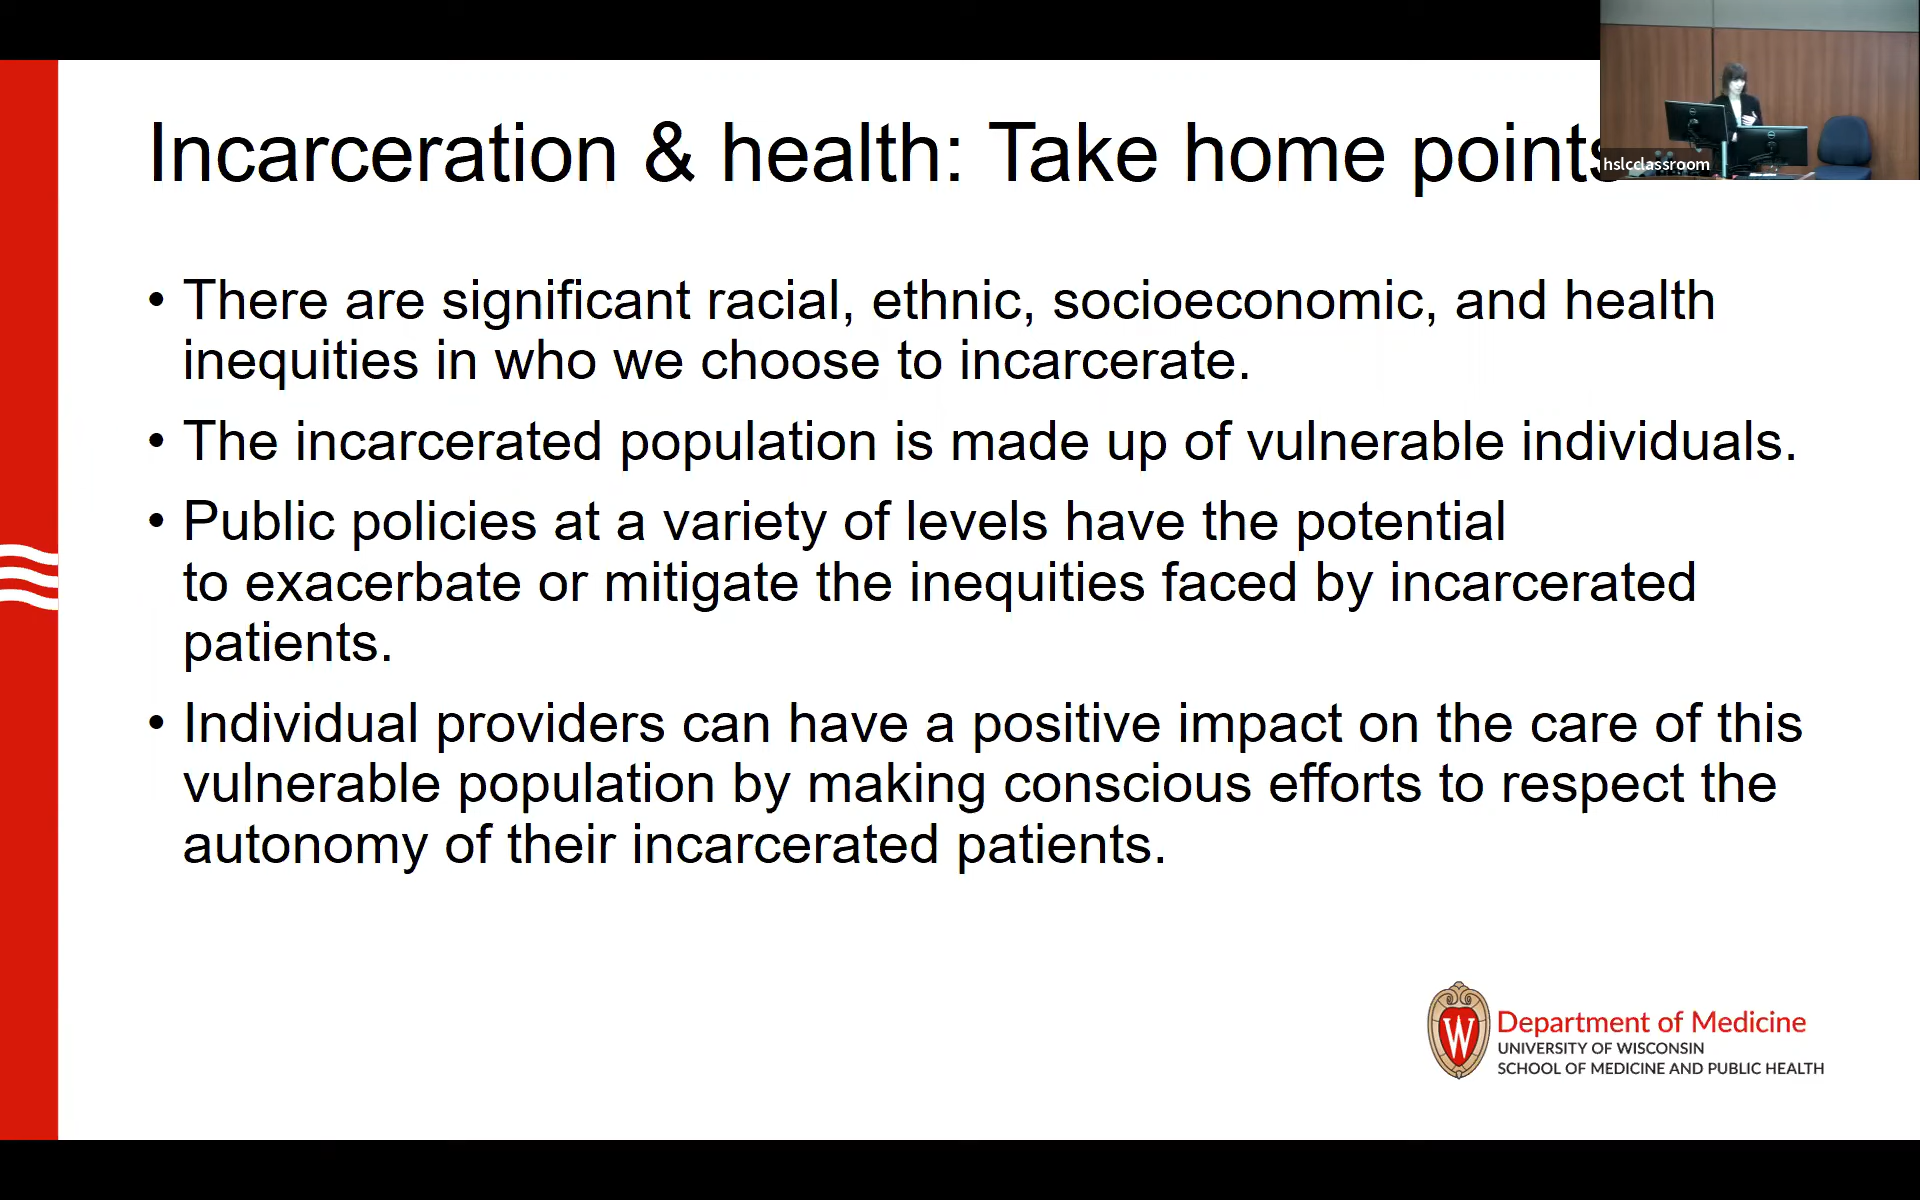 Incarceration & health: Take home points
hslcclassroom
• There are significant racial, ethnic, socioeconomic, and health
inequities in who we choose to incarcerate.
• The incarcerated population is made up of vulnerable individuals.
• Public policies at a variety of levels have the potential
to exacerbate or mitigate the inequities faced by incarcerated
patients.
• Individual providers can have a positive impact on the care of this
vulnerable population by making conscious efforts to respect the
autonomy of their incarcerated patients.
W
Department of Medicine
UNIVERSITY OF WISCONSIN
SCHOOL OF MEDICINE AND PUBLIC HEALTH